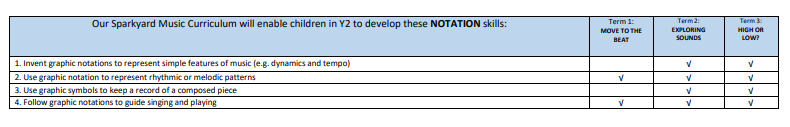 Our Sparkyard Music Curriculum will enable children in Y2 to develop these NOTATION skills:
Term 1:
MOVE TO THE
BEAT
Term 2:
EXPLORING
SOUNDS
Term 3:
HIGH OR
LOW?
1. Invent graphic notations to represent simple features of music (e.g. dynamics and tempo) √ √
2. Use graphic notation to represent rhythmic or melodic patterns √ √ √
3. Use graphic symbols to keep a record of a composed piece √ √
4. Follow graphic notations to guide singing and playing √ √ √